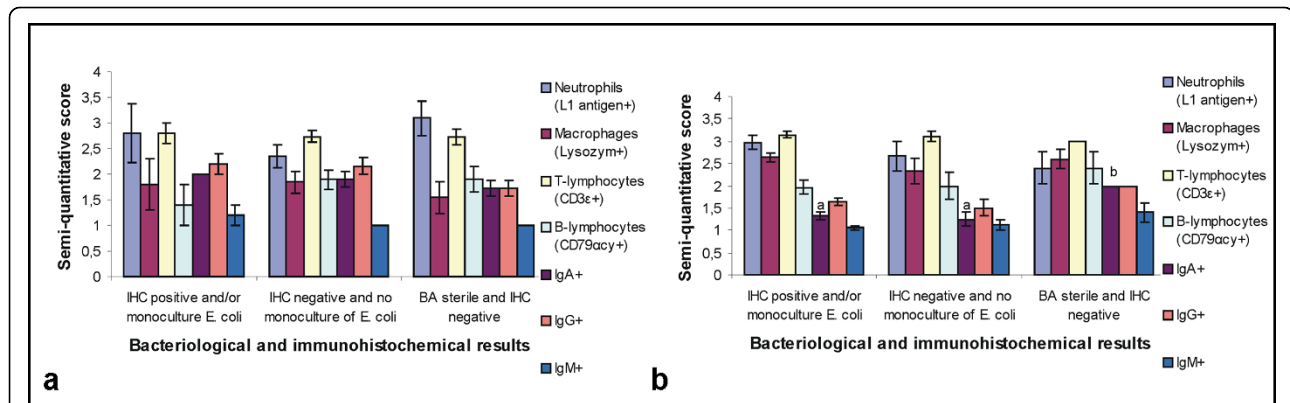 4
3,5
3
2,5
2
1,5
1
0,5
0
Semi-quantitative score
IHC positive and/or
monoculture E. coli
IHC negative and no
monoculture of E. coli
BA sterile and IHC
negative
Bacteriological and immunohistochemical results
Neutrophils
(L1 antigen+)
Macrophages
(Lysozym+)
T-lymphocytes
(CD3ε+)
B-lymphocytes
(CD79αcy+)
IgA+
IgG+
IgM+
a
4
3,5
3
2,5
2
1,5
1
0,5
0
Semi-quantitative score
a
a
b
IHC positive and/or
monoculture E. coli
IHC negative and no
monoculture of E. coli
BA sterile and IHC
negative
Bacteriological and immunohistochemical results
Neutrophils
(L1 antigen+)
Macrophages
(Lysozym+)
T-lymphocytes
(CD3ε+)
B-lymphocytes
(CD79αcy+)
IgA+
IgG+
IgM+
b